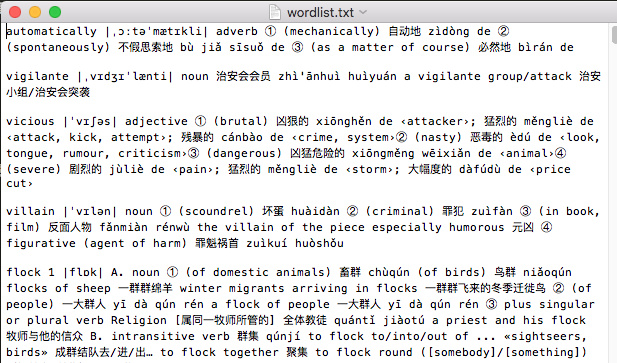 wordlist.txt
automatically |ˌɔːtəˈmætɪkli| adverb ① (mechanically) 自动地 zìdòng de ②
(spontaneously) 不假思索地 bù jiǎ sīsuǒ de ③ (as a matter of course) 必然地 bìrán de
vigilante |ˌvɪdʒɪˈlænti| noun 治安会会员 zhì'ānhuì huìyuán a vigilante group/attack 治安
小组/治安会突袭
vicious |ˈvɪʃəs| adjective ① (brutal) 凶狠的 xiōnghěn de ‹attacker›; 猛烈的 měngliè de
‹attack, kick, attempt›; 残暴的 cánbào de ‹crime, system›② (nasty) 恶毒的 èdú de ‹look,
tongue, rumour, criticism›③ (dangerous) 凶猛危险的 xiōngměng wēixiǎn de ‹animal›④
(severe) 剧烈的 jùliè de ‹pain›; 猛烈的 měngliè de ‹storm›; 大幅度的 dàfúdù de ‹price
cut›
villain |ˈvɪlən| noun ① (scoundrel) 坏蛋 huàidàn ② (criminal) 罪犯 zuìfàn ③ (in book,
film) 反面人物 fǎnmiàn rénwù the villain of the piece especially humorous 元凶 ④
figurative (agent of harm) 罪魁祸首 zuìkuí huòshǒu
flock 1 |flɒk| A. noun ① (of domestic animals) 畜群 chùqún (of birds) 鸟群 niǎoqún
flocks of sheep 一群群绵羊 winter migrants arriving in flocks 一群群飞来的冬季迁徙鸟 ② (of
people) 一大群人 yī dà qún rén a flock of people 一大群人 yī dà qún rén ③ plus singular
or plural verb Religion [属同一牧师所管的] 全体教徒 quántǐ jiàotú a priest and his flock
牧师与他的信众 B. intransitive verb 群集 qúnjí to flock to/into/out of ... «sightseers,
birds» 成群结队去/进/出… to flock together 聚集 to flock round ([somebody]/[something])